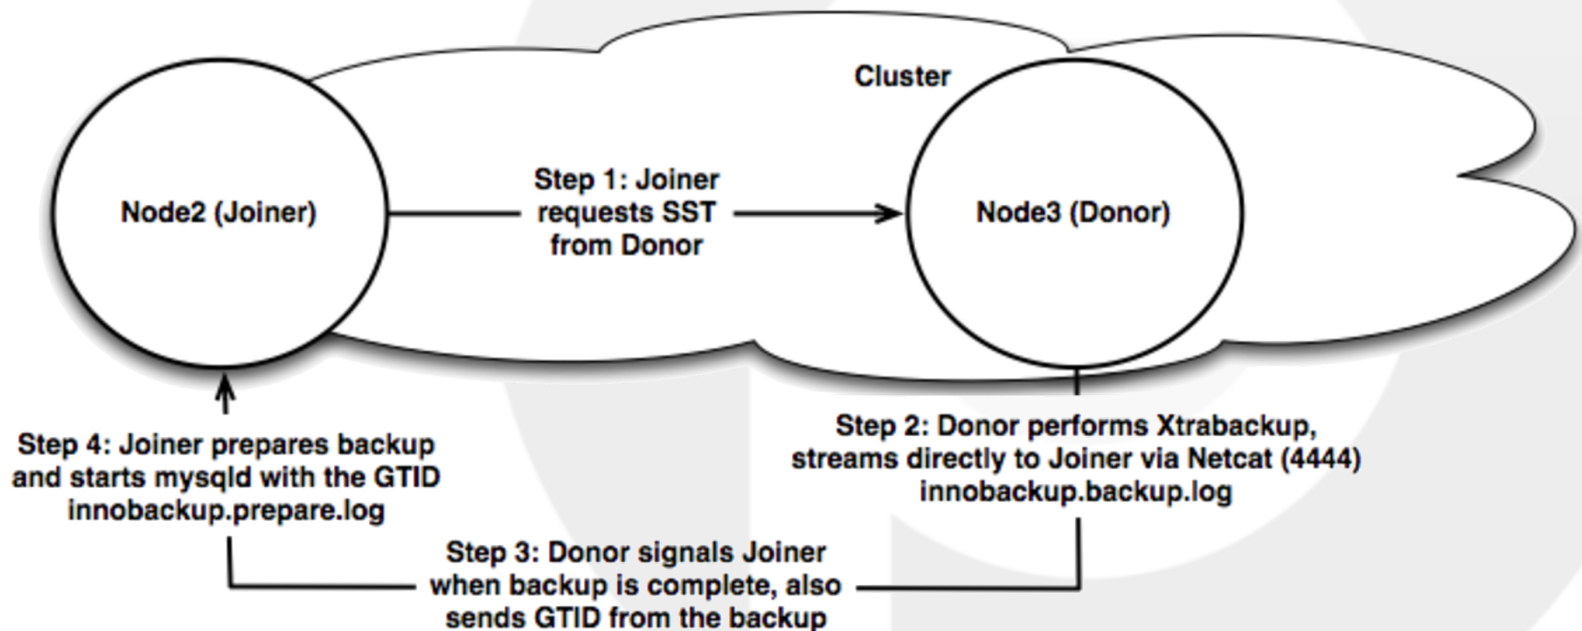 Cluster
Node2 (Joiner)
Step 1: Joiner
requests SST
from Donor
Node3 (Donor)
Step 2: Donor performs Xtrabackup,
streams directly to Joiner via Netcat (4444)
innobackup.backup.log
Step 3: Donor signals Joiner
when backup is complete, also
sends GTID from the backup
Step 4: Joiner prepares backup
and starts mysqld with the GTID
innobackup.prepare.log